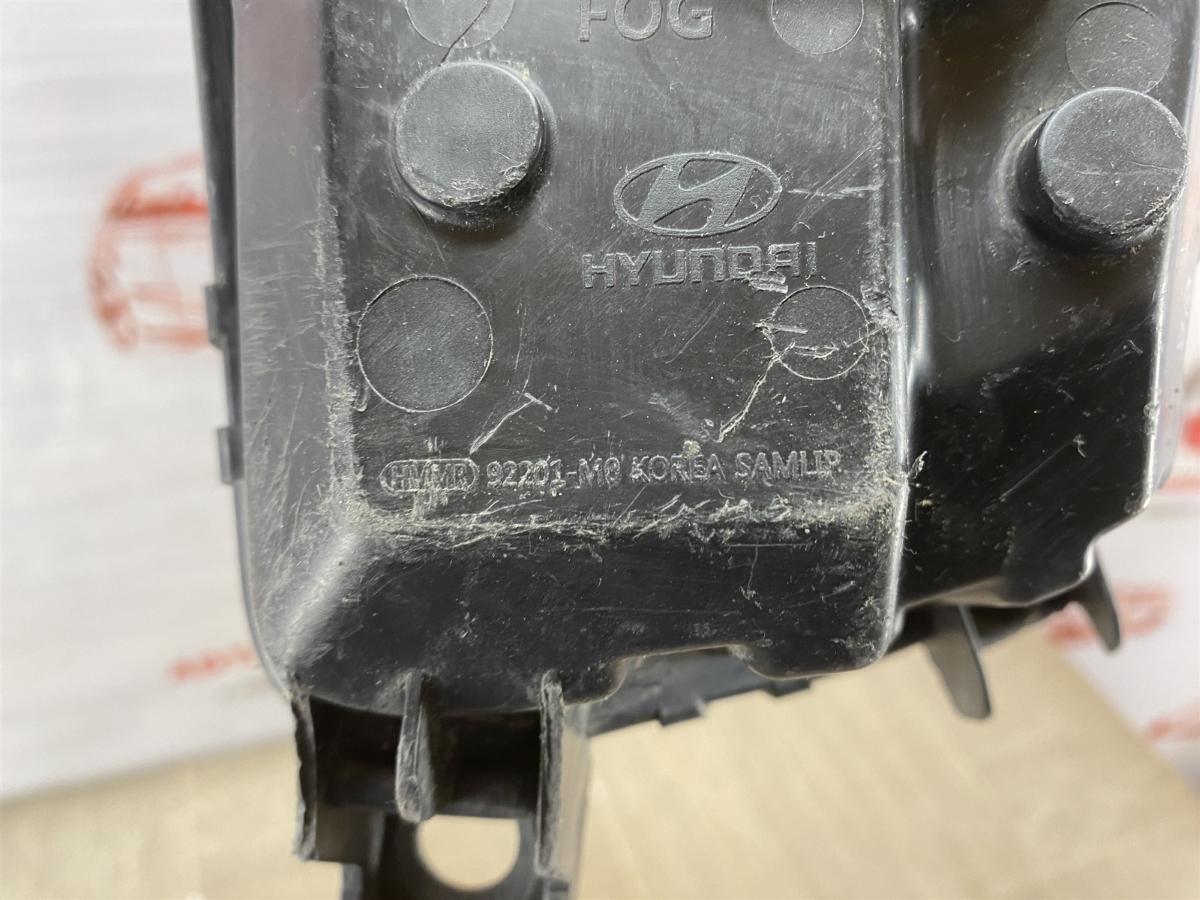 FOG
HYUNDAI
HMMR 92201-M0 KOREA SAMLIP